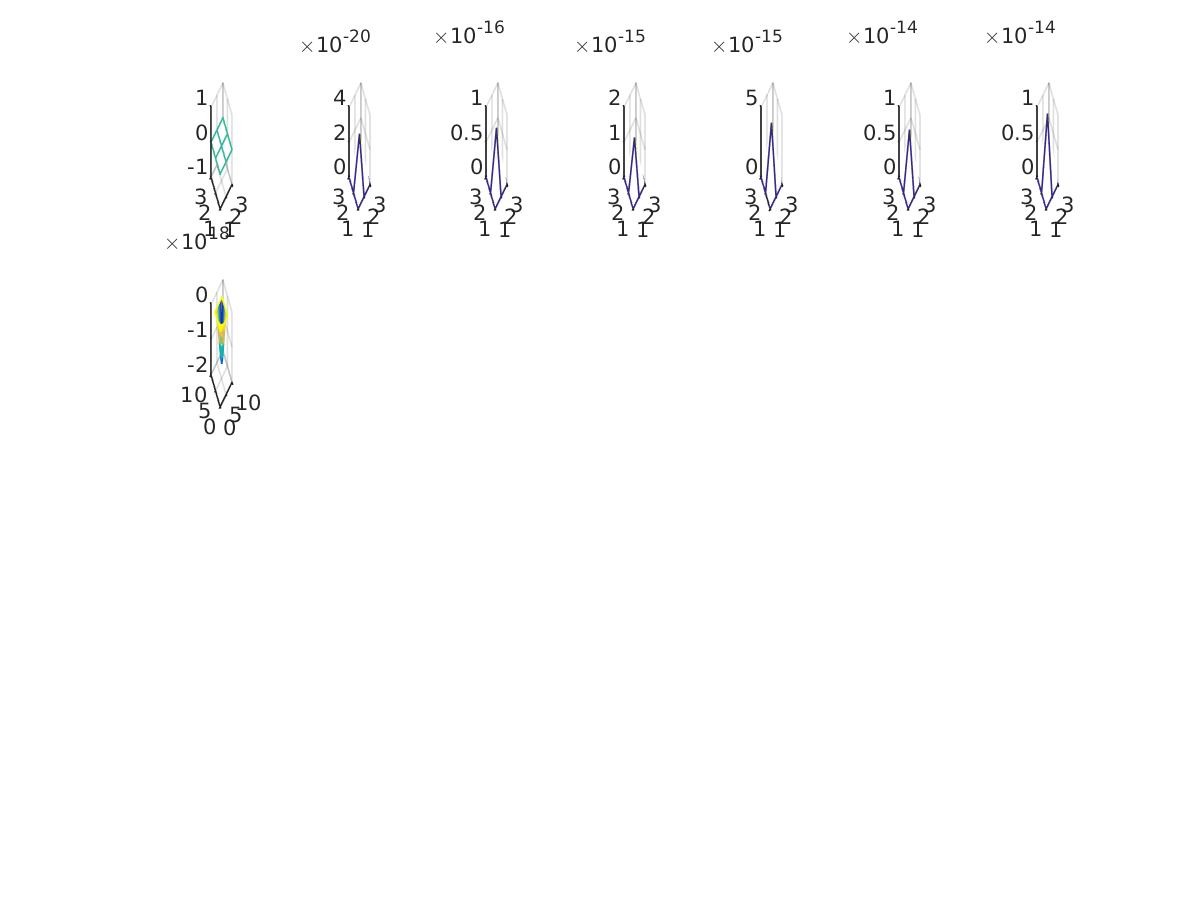 ×10-20 ×10-16 ×10-15 ×10-15 ×10-14 ×10-14
1 4 1 2 5 1 1
0 2 0.5 1 0.5 0.5
-1 0 0 0 0 0 0
3 3 3 3 3 3 3 3 3 3 3 3 3 3
2 2 2 2 2 2 2 2 2 2 2 2 2 2
1 1 1 1 1 1 1 1 1 1 1 1 1 1
×1018
0
-1
-2
10 10
5 5
0 0